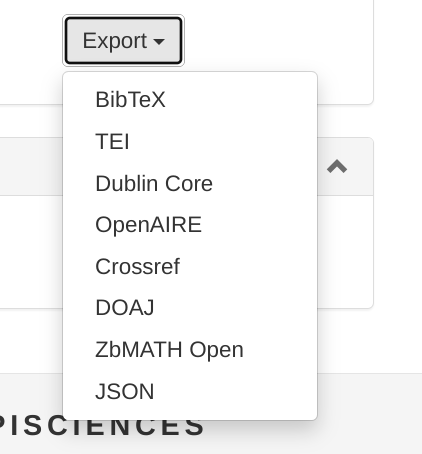 Export
BibTeX
TEI
Dublin Core
OpenAIRE
Crossref
DOAJ
ZbMATH Open
JSON
PISCIENCES